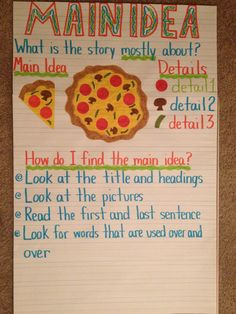 MAIN IDEA
What is the story mostly about?
Main Idea
Details
detail 1
detail 2
detail 3
How do I find the main idea?
Look at the title and headings
Look at the pictures
Read the first and last sentence
Look for words that are used over and
over